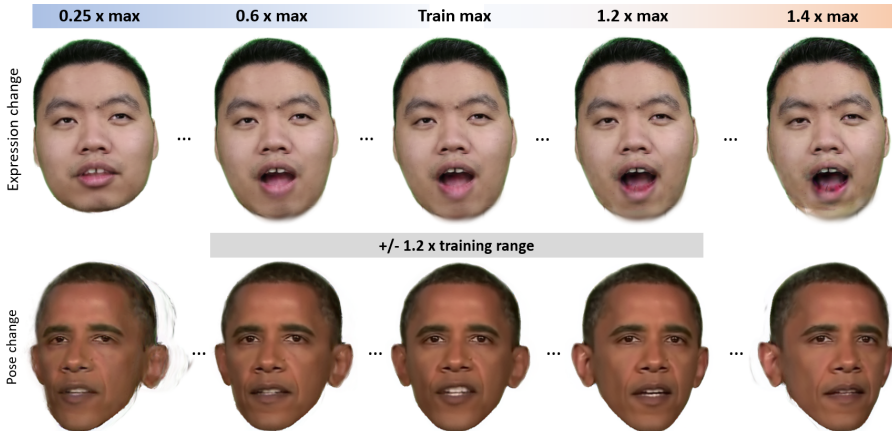 0.25 x max 0.6 x max Train max 1.2 x max 1.4 x max
Expression change
... ... ... ...
+/- 1.2 x training range
Pose change
... ... ... ...